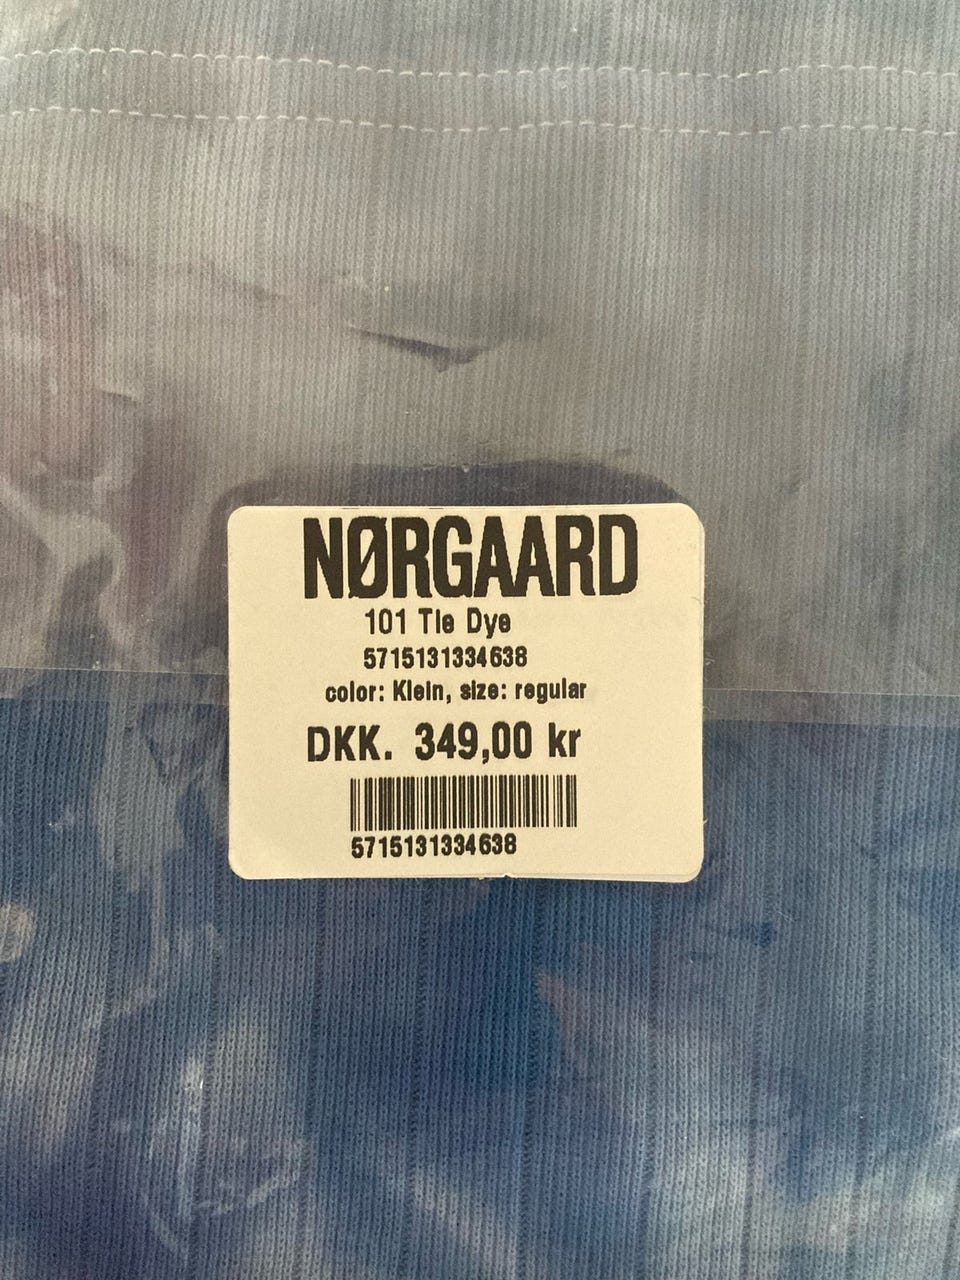 NØRGAARD
101 Tie Dye
5715131334638
color: Klein, size: regular
DKK. 349,00 kr
5715131334638